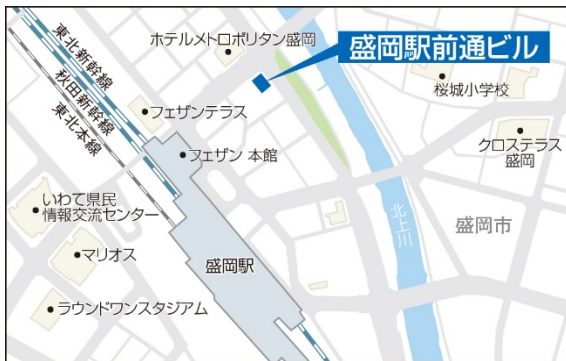 東北新幹線
秋田新幹線
東北本線
ホテルメトロポリタン盛岡
盛岡駅前通ビル
桜城小学校
フェザンテラス
クロステラス
盛岡
フェザン 本館
いわて県民
情報交流センター
北上川
盛岡市
マリオス
盛岡駅
ラウンドワンスタジアム